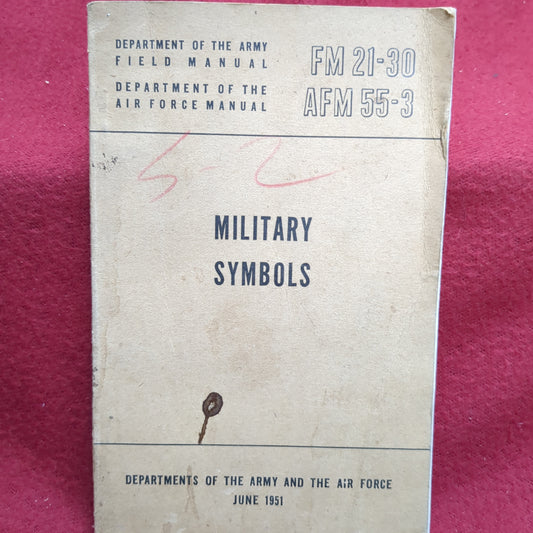 DEPARTMENT OF THE ARMY
FIELD MANUAL
DEPARTMENT OF THE
AIR FORCE MANUAL
FM 21-30
AFM 55-3
S-2
MILITARY
SYMBOLS
DEPARTMENTS OF THE ARMY AND THE AIR FORCE
JUNE 1951